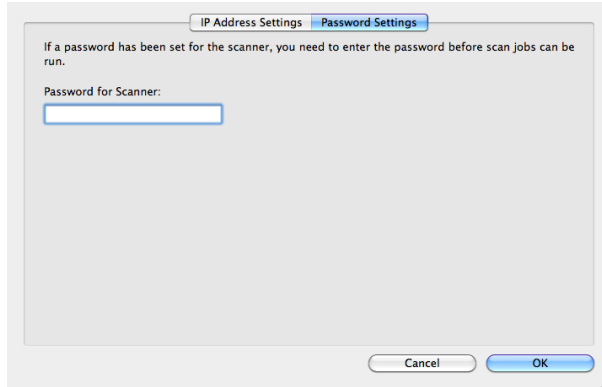 IP Address Settings Password Settings
If a password has been set for the scanner, you need to enter the password before scan jobs can be
run.
Password for Scanner:
Cancel OK